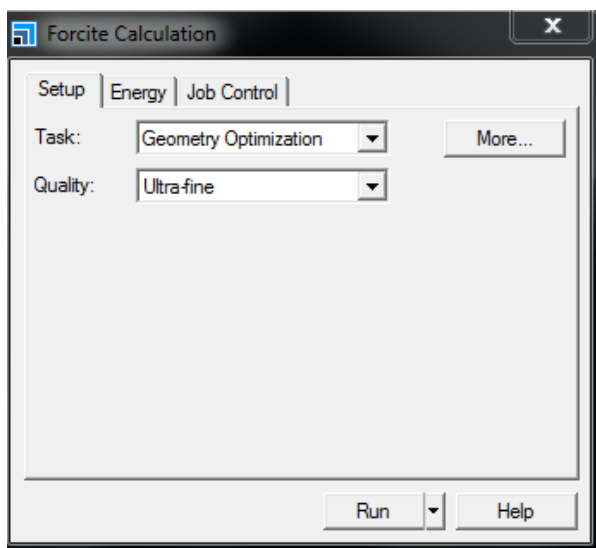 Forcite Calculation
x
Setup Energy Job Control
Task: Geometry Optimization More...
Quality: Ultra-fine
Run Help